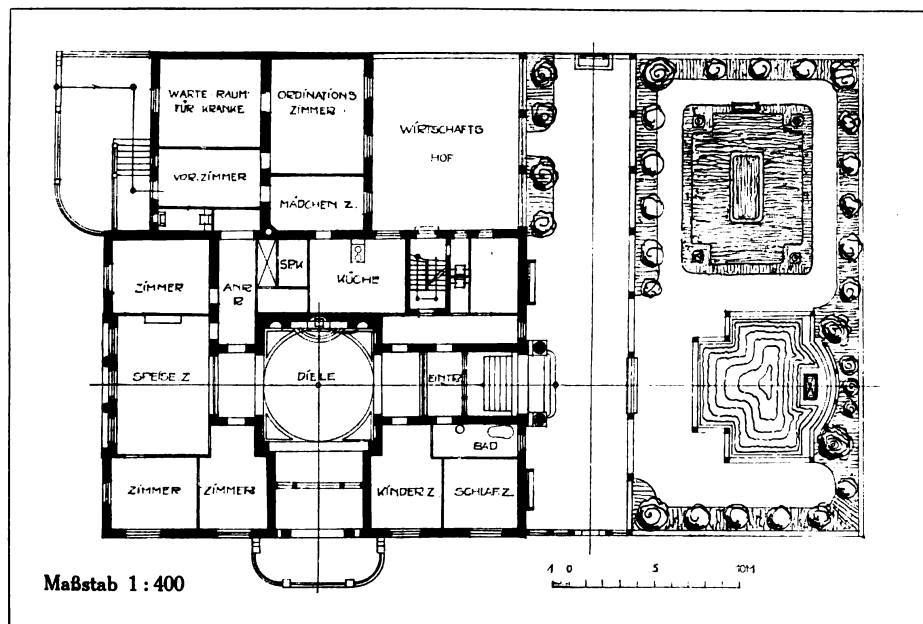 WARTE RAUM
FÜR KRANKE
ORDINATIONS
ZIMMER
WIRTSCHAFTS
HOF
VOR.ZIMMER
MÄDCHEN Z.
ZIMMER
ANR
R
SPK
KÜCHE
SPEISE.Z
DIELE
EINTR
BAD
ZIMMER
ZIMMER
KINDER Z
SCHLAF.Z.
Maßstab 1 : 400
1 0 5 10M